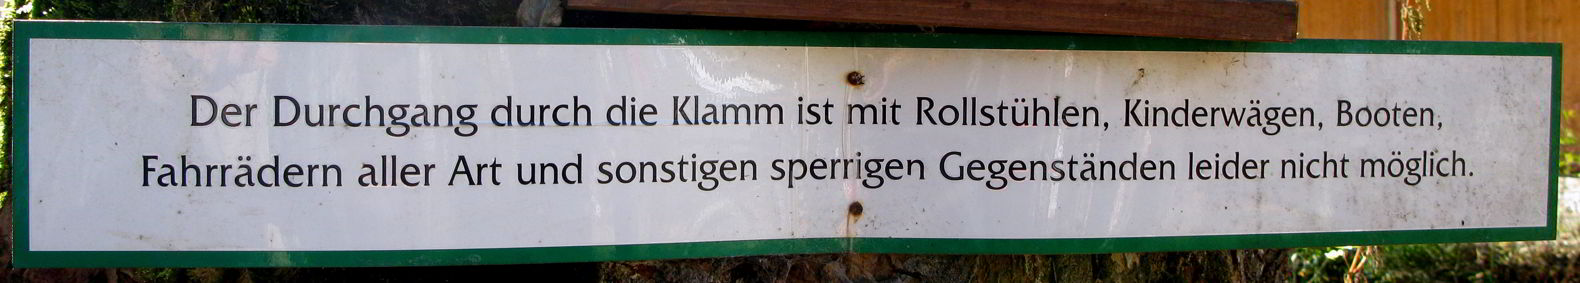 Der Durchgang durch die Klamm ist mit Rollstühlen, Kinderwägen, Booten,
Fahrrädern aller Art und sonstigen sperrigen Gegenständen leider nicht möglich.